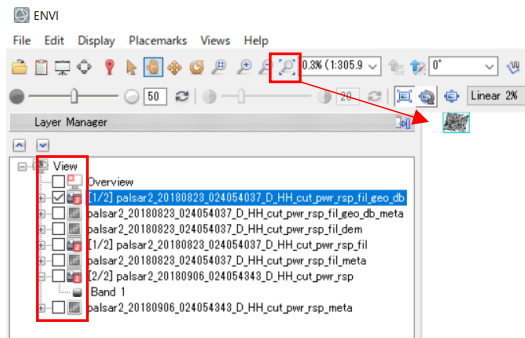 ENVI
File Edit Display Placemarks Views Help
0.3% (1:305.9 0°
50 20 Linear 2%
Layer Manager
View
Overview
[1/2] palsar2_20180823_024054037_D_HH_cut_pwr_rsp_fil_geo_db
palsar2_20180823_024054037_D_HH_cut_pwr_rsp_fil_geo_db_meta
palsar2_20180823_024054037_D_HH_cut_pwr_rsp_fil_dem
[1/2] palsar2_20180823_024054037_D_HH_cut_pwr_rsp_fil
palsar2_20180823_024054037_D_HH_cut_pwr_rsp_fil_meta
[2/2] palsar2_20180906_024054343_D_HH_cut_pwr_rsp
Band 1
palsar2_20180906_024054343_D_HH_cut_pwr_rsp_meta